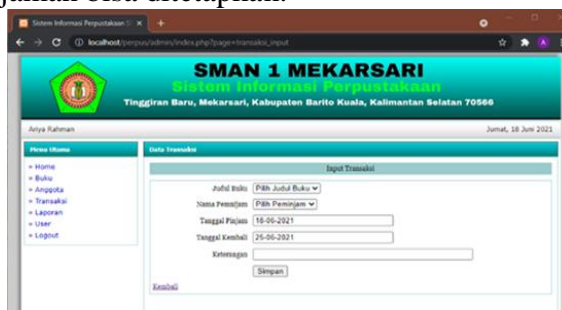 jaman bisa ditetapkan.
Sistem Informasi Perpustakaan S
localhost/perpus/admin/index.php?page=transaksi_input
SMAN 1 MEKARSARI
Sistem Informasi Perpustakaan
Tinggiran Baru, Mekarsari, Kabupaten Barito Kuala, Kalimantan Selatan 70566
Ariya Rahman
Jumat, 18 Juni 2021
Menu Utama
Data Transaksi
» Home
» Buku
» Anggota
» Transaksi
» Laporan
» User
» Logout
Input Transaksi
Judul Buku Pilih Judul Buku
Nama Peminjam Pilih Peminjam
Tanggal Pinjam 18-06-2021
Tanggal Kembali 25-06-2021
Keterangan
Simpan
Kembali